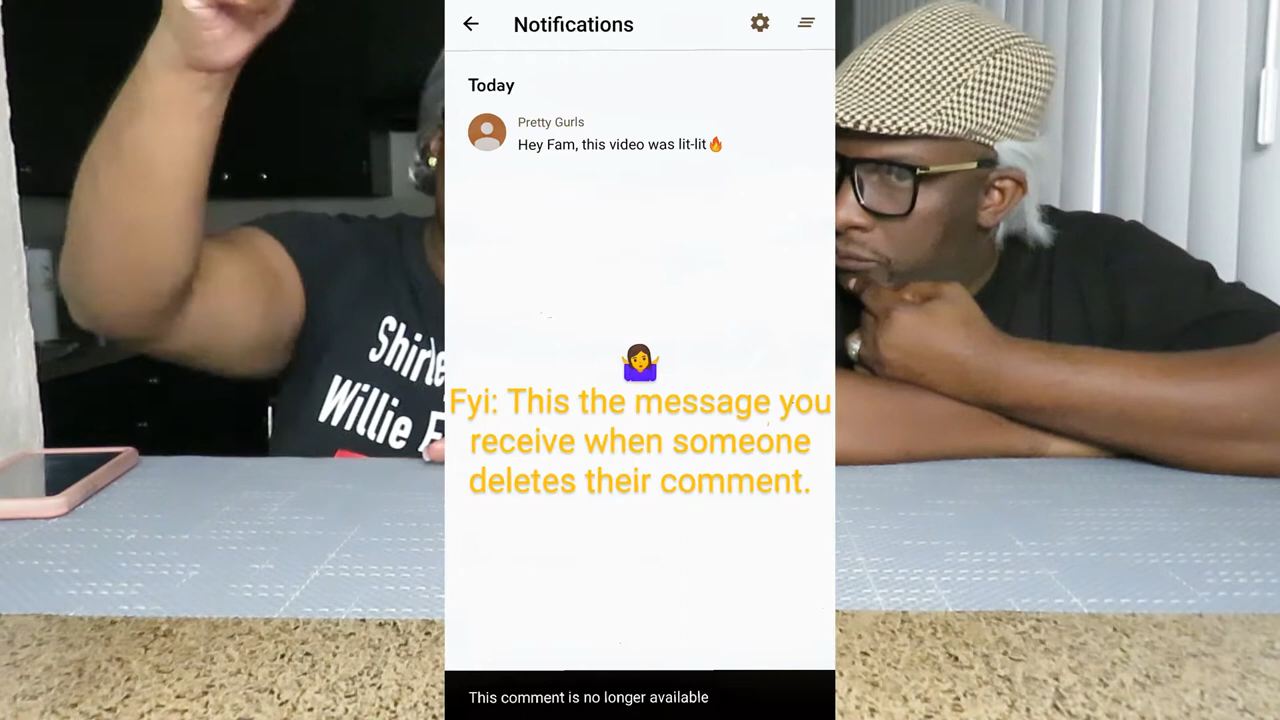 Notifications
Today
Pretty Gurls
Hey Fam, this video was lit-lit🔥
Shirle
Willie
🤷‍♀️
Fyi: This the message you
receive when someone
deletes their comment.
This comment is no longer available